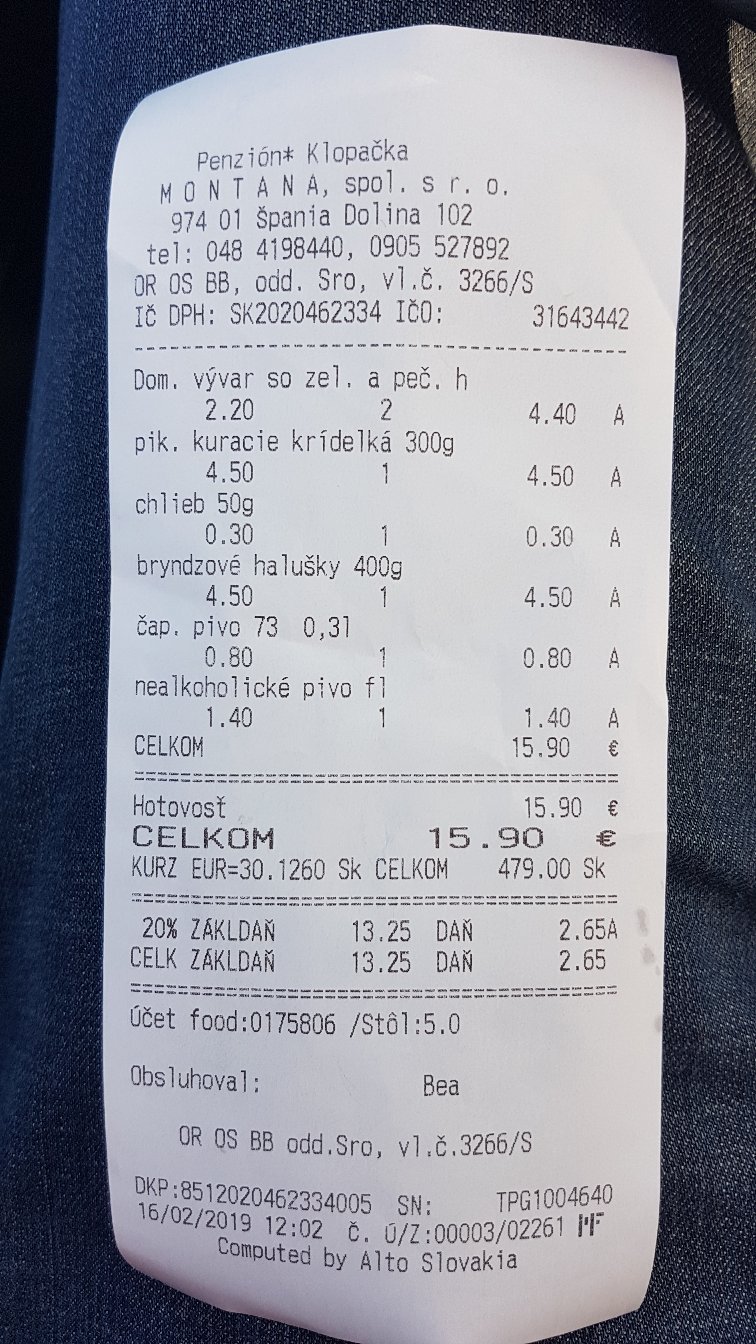 Penzión* Klopačka
M O N T A N A, spol. s r. o.
974 01 Špania Dolina 102
tel: 048 4198440, 0905 527892
OR OS BB, odd. Sro, vl.č. 3266/S
IČ DPH: SK2020462334 IČO: 31643442
Dom. vývar so zel. a peč. h
2.20 2 4.40 A
pik. kuracie krídelká 300g
4.50 1 4.50 A
chlieb 50g
0.30 1 0.30 A
bryndzové halušky 400g
4.50 1 4.50 A
čap. pivo 73 0,3l
0.80 1 0.80 A
nealkoholické pivo fl
1.40 1 1.40 A
CELKOM 15.90 €
Hotovosť 15.90 €
CELKOM 15.90 €
KURZ EUR=30.1260 Sk CELKOM 479.00 Sk
20% ZÁKLDAŇ 13.25 DAŇ 2.65A
CELK ZÁKLDAŇ 13.25 DAŇ 2.65
Účet food:0175806 /Stôl:5.0
Obsluhoval: Bea
OR OS BB odd.Sro, vl.č.3266/S
DKP:8512020462334005 SN: TPG1004640
16/02/2019 12:02 Č. Ú/Z:00003/02261 MF
Computed by Alto Slovakia